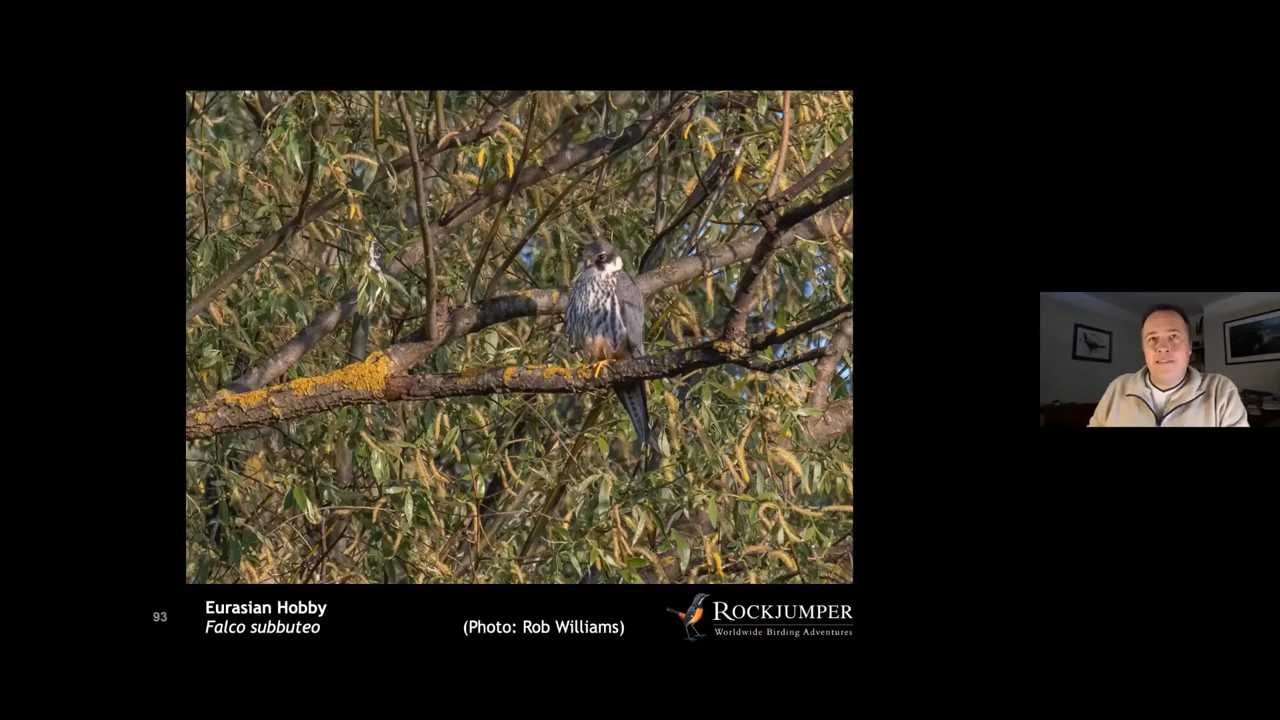 93
Eurasian Hobby
Falco subbuteo
(Photo: Rob Williams)
ROCKJUMPER
Worldwide Birding Adventures